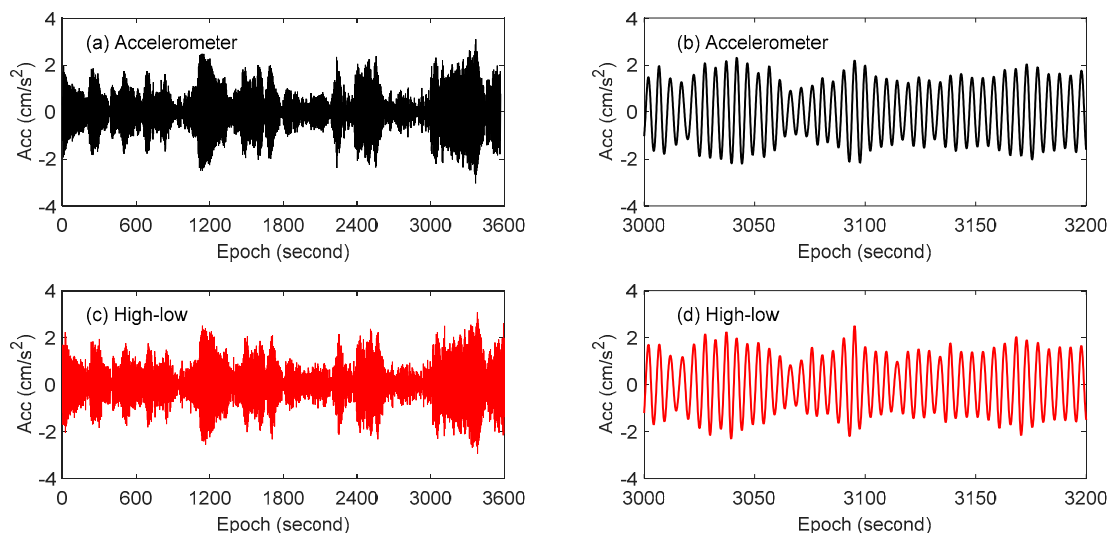 4
(a) Accelerometer
2
0
-2
-4
Acc (cm/s²)
0 600 1200 1800 2400 3000 3600
Epoch (second)
4
(b) Accelerometer
2
0
-2
-4
Acc (cm/s²)
3000 3050 3100 3150 3200
Epoch (second)
4
(c) High-low
2
0
-2
-4
Acc (cm/s²)
0 600 1200 1800 2400 3000 3600
Epoch (second)
4
(d) High-low
2
0
-2
-4
Acc (cm/s²)
3000 3050 3100 3150 3200
Epoch (second)